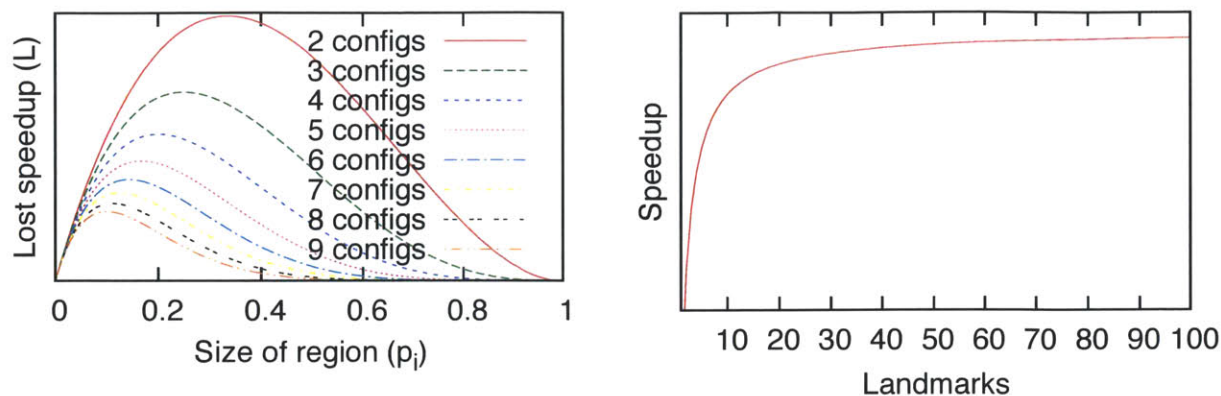 Lost speedup (L)
2 configs
3 configs
4 configs
5 configs
6 configs
7 configs
8 configs
9 configs
0 0.2 0.4 0.6 0.8 1
Size of region (pi)
Speedup
10 20 30 40 50 60 70 80 90 100
Landmarks